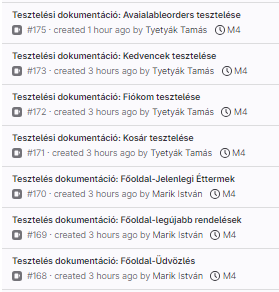 Tesztelési dokumentáció: Avaialableorders tesztelése
#175 · created 1 hour ago by Tyetyák Tamás M4
Tesztelési dokumentáció: Kedvencek tesztelése
#173 · created 3 hours ago by Tyetyák Tamás M4
Tesztelési dokumentáció: Fiókom tesztelése
#172 · created 3 hours ago by Tyetyák Tamás M4
Tesztelési dokumentáció: Kosár tesztelése
#171 · created 3 hours ago by Tyetyák Tamás M4
Tesztelés dokumentáció: Főoldal-Jelenlegi Éttermek
#170 · created 3 hours ago by Marik István M4
Tesztelés dokumentáció: Főoldal-legújabb rendelések
#169 · created 3 hours ago by Marik István M4
Tesztelés dokumentáció: Főoldal-Üdvözlés
#168 · created 3 hours ago by Marik István M4